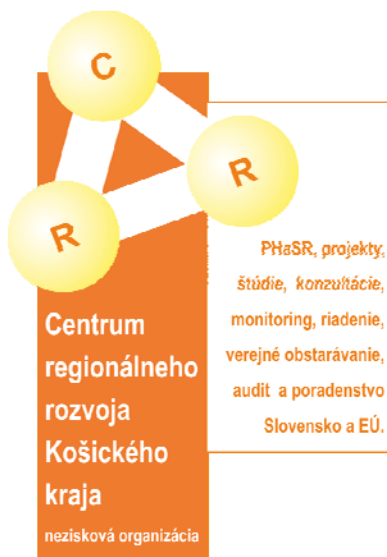 C
R
R
PHaSR, projekty,
štúdie, konzultácie,
monitoring, riadenie,
verejné obstarávanie,
audit a poradenstvo
Slovensko a EÚ.
Centrum
regionálneho
rozvoja
Košického
kraja
nezisková organizácia